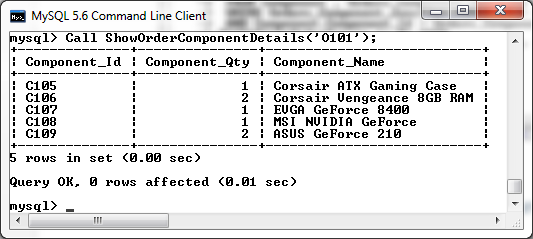 MySQL 5.6 Command Line Client
mysql> Call ShowOrderComponentDetails('O101');
+--------------+---------------+------------------------------+
| Component_Id | Component_Qty | Component_Name |
+--------------+---------------+------------------------------+
| C105 | 1 | Corsair ATX Gaming Case |
| C106 | 2 | Corsair Vengeance 8GB RAM |
| C107 | 1 | EVGA GeForce 8400 |
| C108 | 1 | MSI NVIDIA GeForce |
| C109 | 2 | ASUS GeForce 210 |
+--------------+---------------+------------------------------+
5 rows in set (0.00 sec)
Query OK, 0 rows affected (0.01 sec)
mysql> _